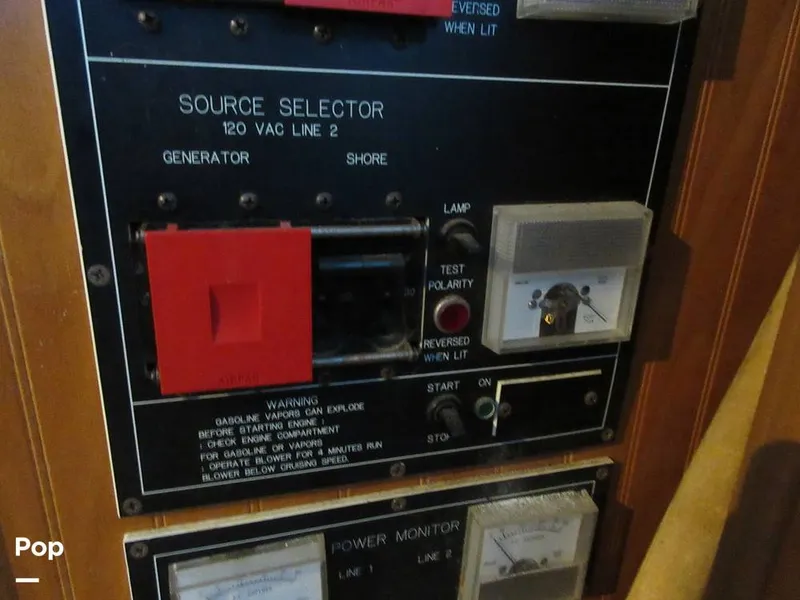 EVERSED
WHEN LIT
SOURCE SELECTOR
120 VAC LINE 2
GENERATOR
SHORE
LAMP
TEST
POLARITY
30
REVERSED
WHEN LIT
WARNING
GASOLINE VAPORS CAN EXPLODE
BEFORE STARTING ENGINE :
: CHECK ENGINE COMPARTMENT
FOR GASOLINE OR VAPORS
: OPERATE BLOWER FOR 4 MINUTES RUN
BLOWER BELOW CRUISING SPEED.
START
ON
STOP
POWER MONITOR
LINE 1
LINE 2
Pop